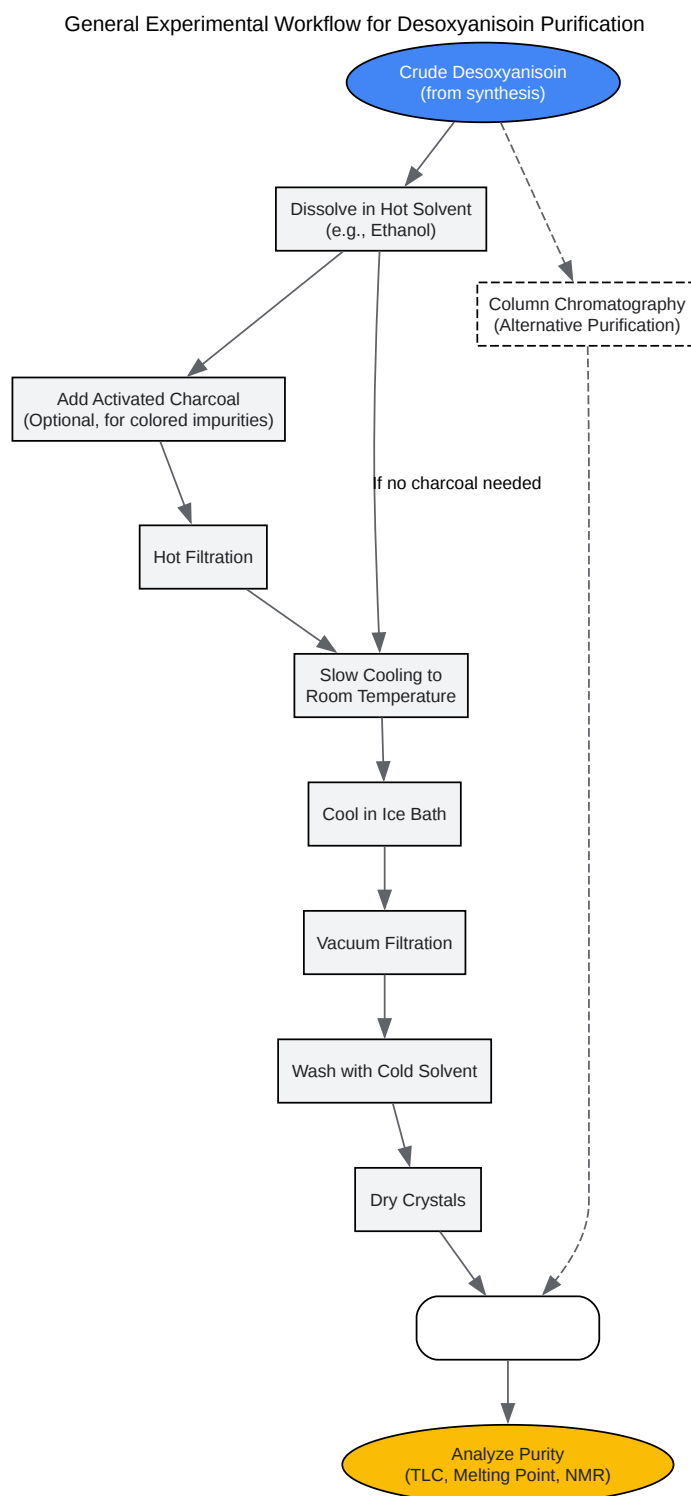 General Experimental Workflow for Desoxyanisoin Purification
Crude Desoxyanisoin
(from synthesis)
Dissolve in Hot Solvent
(e.g., Ethanol)
Column Chromatography
(Alternative Purification)
Add Activated Charcoal
(Optional, for colored impurities)
If no charcoal needed
Hot Filtration
Slow Cooling to
Room Temperature
Cool in Ice Bath
Vacuum Filtration
Wash with Cold Solvent
Dry Crystals
Analyze Purity
(TLC, Melting Point, NMR)